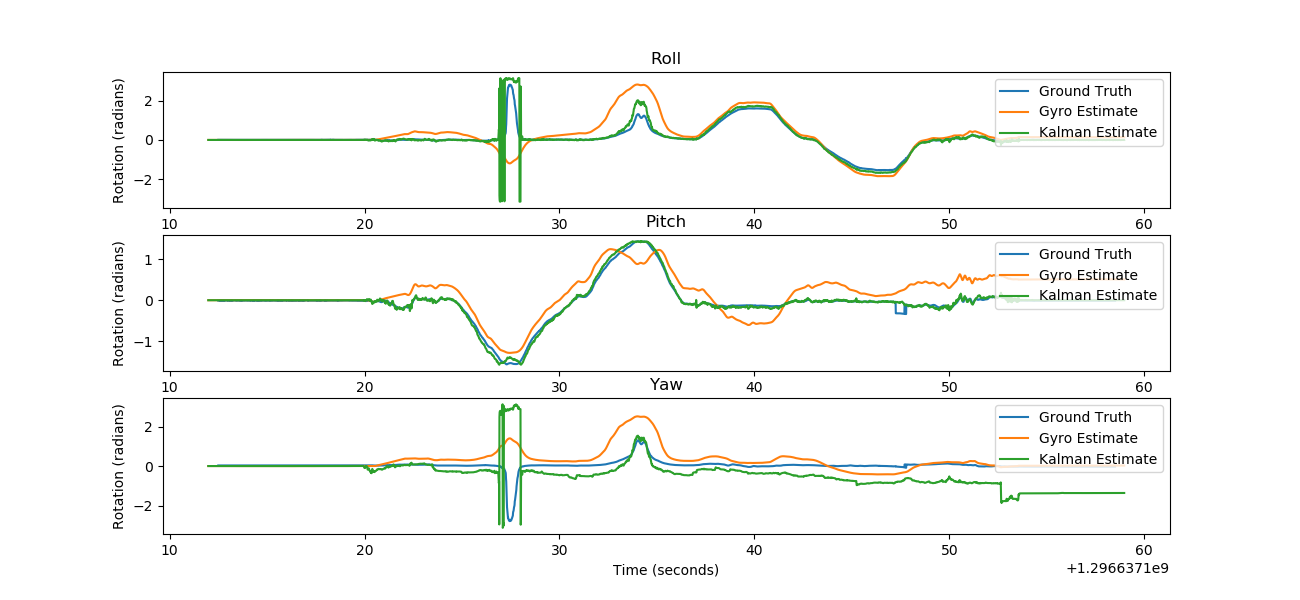 Roll
Rotation (radians)
2
0
−2
Ground Truth
Gyro Estimate
Kalman Estimate
10 20 30 40 50 60
Pitch
Rotation (radians)
1
0
−1
Ground Truth
Gyro Estimate
Kalman Estimate
10 20 30 40 50 60
Yaw
Rotation (radians)
2
0
−2
Ground Truth
Gyro Estimate
Kalman Estimate
10 20 30 40 50 60
Time (seconds)
+1.2966371e9